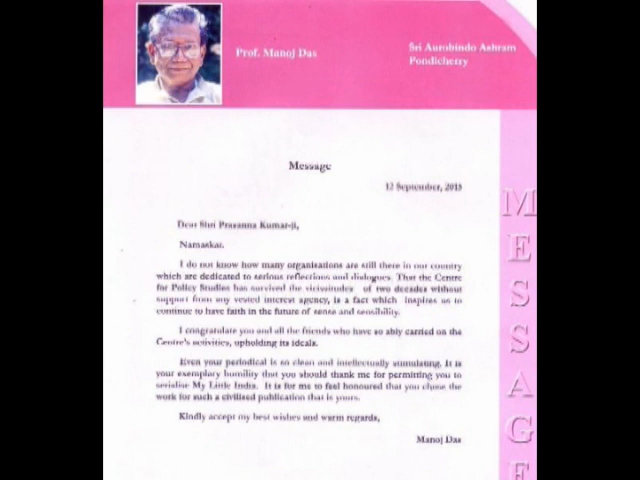 Prof. Manoj Das
Sri Aurobindo Ashram
Pondicherry
Message
12 September, 2015
Dear Shri Prasanna Kumar-ji,
Namaskar.
I do not know how many organisations are still there in our country
which are dedicated to serious reflections and dialogues. That the Centre
for Policy Studies has survived the vicissitudes of two decades without
support from any vested interest agency, is a fact which inspires us to
continue to have faith in the future of sense and sensibility.
I congratulate you and all the friends who have so ably carried on the
Centre's activities, upholding its ideals.
Even your periodical is so clean and intellectually stimulating. It is
your exemplary humility that you should thank me for permitting you to
serialise My Little India. It is for me to feel honoured that you chose the
work for such a civilised publication that is yours.
Kindly accept my best wishes and warm regards,
Manoj Das
MESSAGE